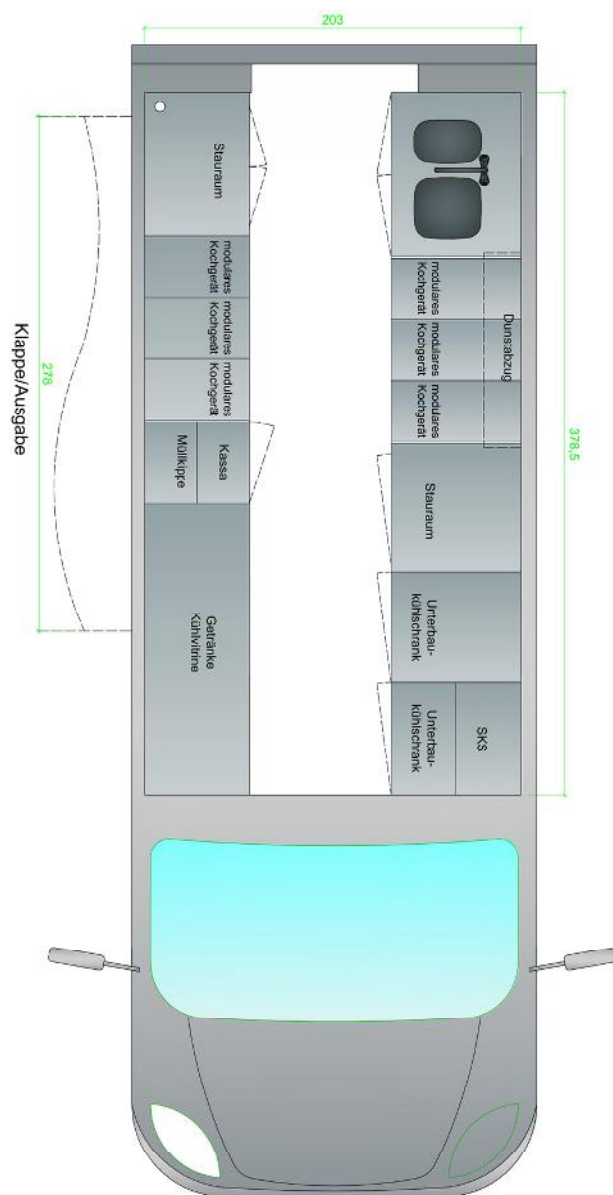 203
Stauraum
modulares
Kochgerät
modulares
Kochgerät
modulares
Kochgerät
Kassa
Müllkippe
Getränke
Kühlvitrine
278
Klappe/Ausgabe
Dunstabzug
modulares
Kochgerät
modulares
Kochgerät
modulares
Kochgerät
Stauraum
Unterbau-
kühlschrank
SKS
Unterbau-
kühlschrank
378,5